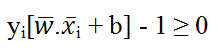 yᵢ[w̅.x̅ᵢ + b] - 1 ≥ 0